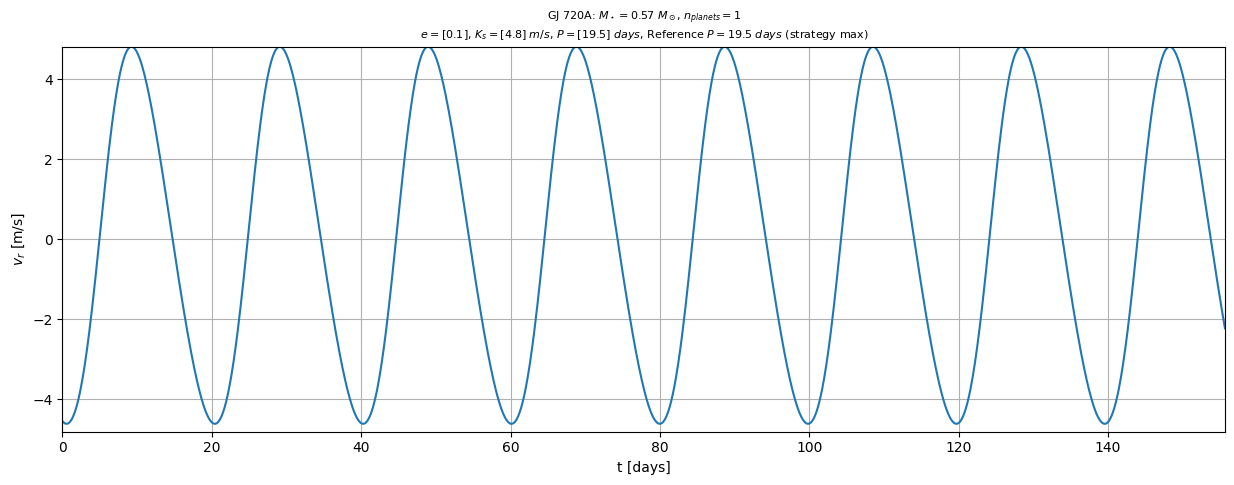 GJ 720A: $M_⋆ = 0.57 M_⊙, n_{planets} = 1$
$e = [0.1], K_s = [4.8] m/s, P = [19.5] days$, Reference $P = 19.5 days$ (strategy max)
4
2
0
−2
−4
v_r [m/s]
0 20 40 60 80 100 120 140
t [days]